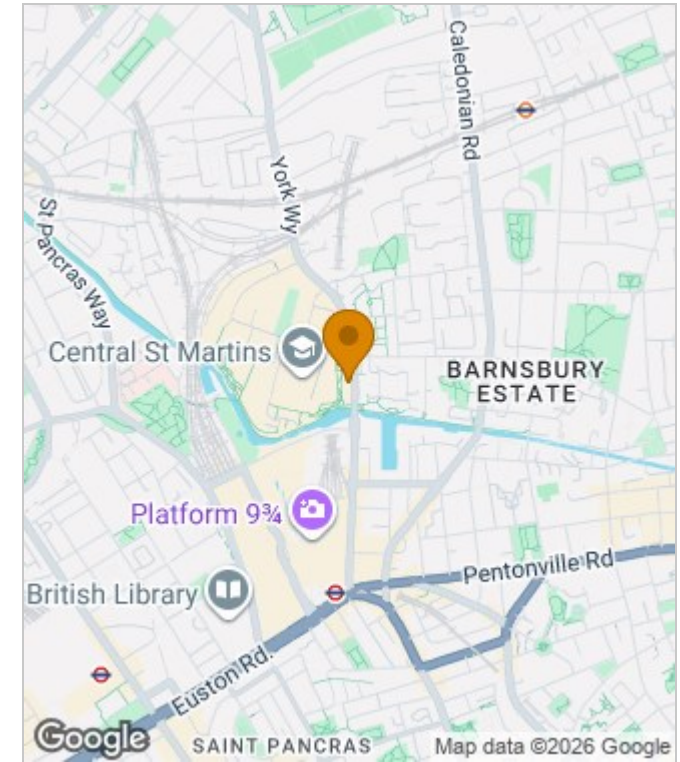 Caledonian Rd
York Wy
St Pancras Way
Central St Martins
BARNSBURY
ESTATE
Platform 9¾
British Library
Pentonville Rd
Euston Rd.
Google
SAINT PANCRAS
Map data ©2026 Google